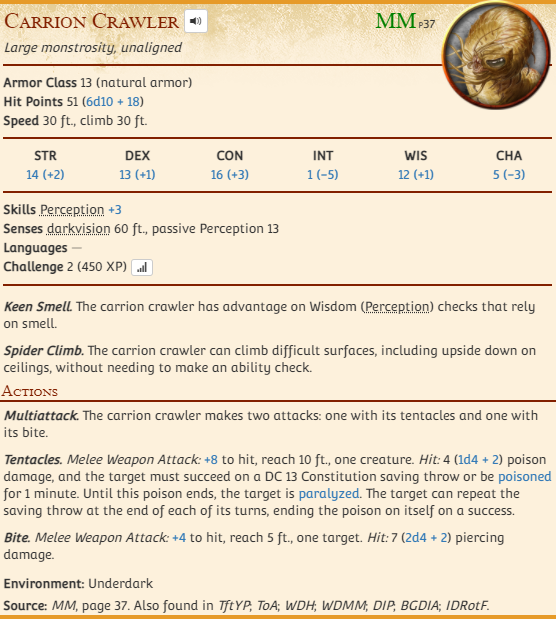 Carrion Crawler MM p37
Large monstrosity, unaligned
Armor Class 13 (natural armor)
Hit Points 51 (6d10 + 18)
Speed 30 ft., climb 30 ft.
STR DEX CON INT WIS CHA
14 (+2) 13 (+1) 16 (+3) 1 (−5) 12 (+1) 5 (−3)
Skills Perception +3
Senses darkvision 60 ft., passive Perception 13
Languages —
Challenge 2 (450 XP)
Keen Smell. The carrion crawler has advantage on Wisdom (Perception) checks that rely
on smell.
Spider Climb. The carrion crawler can climb difficult surfaces, including upside down on
ceilings, without needing to make an ability check.
Actions
Multiattack. The carrion crawler makes two attacks: one with its tentacles and one with
its bite.
Tentacles. Melee Weapon Attack: +8 to hit, reach 10 ft., one creature. Hit: 4 (1d4 + 2) poison
damage, and the target must succeed on a DC 13 Constitution saving throw or be poisoned
for 1 minute. Until this poison ends, the target is paralyzed. The target can repeat the
saving throw at the end of each of its turns, ending the poison on itself on a success.
Bite. Melee Weapon Attack: +4 to hit, reach 5 ft., one target. Hit: 7 (2d4 + 2) piercing
damage.
Environment: Underdark
Source: MM, page 37. Also found in TftYP; ToA; WDH; WDMM; DIP; BGDIA; IDRotF.